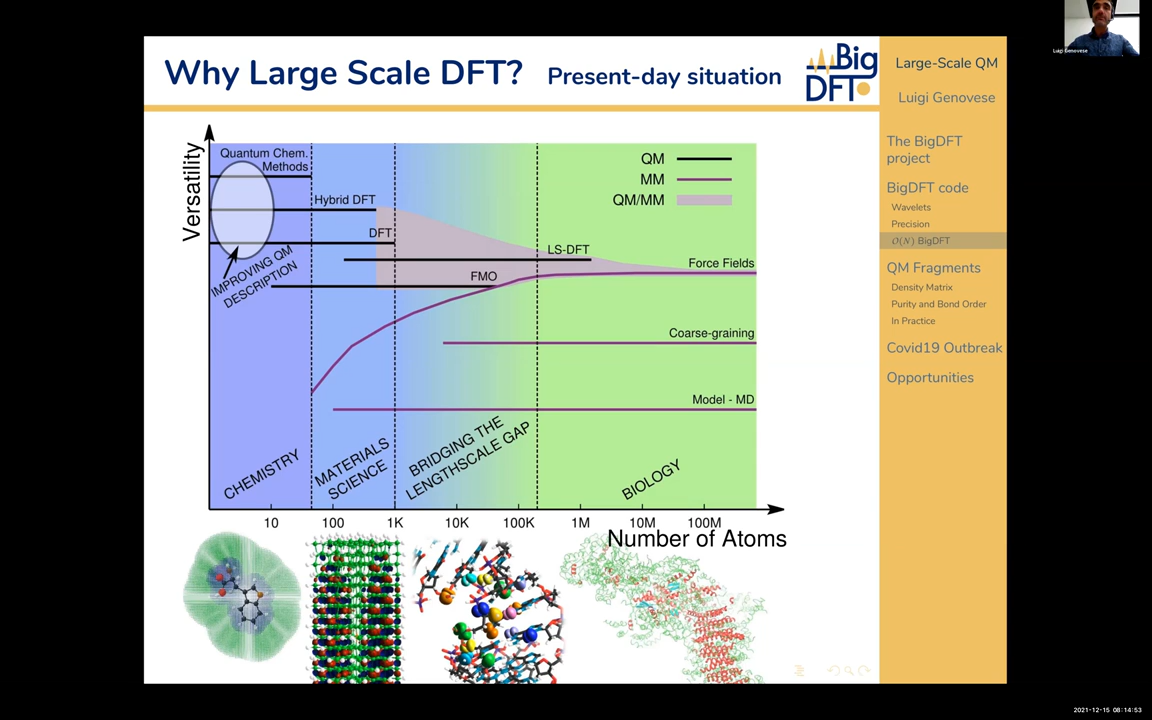 Luigi Genovese
Why Large Scale DFT? Present-day situation
Big
DFT
Large-Scale QM
Luigi Genovese
The BigDFT
project
BigDFT code
Wavelets
Precision
O(N) BigDFT
QM Fragments
Density Matrix
Purity and Bond Order
In Practice
Covid19 Outbreak
Opportunities
Versatility
Quantum Chem.
Methods
Hybrid DFT
DFT
IMPROVING QM
DESCRIPTION
FMO
LS-DFT
QM
MM
QM/MM
Force Fields
Coarse-graining
Model - MD
CHEMISTRY
MATERIALS
SCIENCE
BRIDGING THE
LENGTHSCALE GAP
BIOLOGY
10 100 1K 10K 100K 1M 10M 100M
Number of Atoms
2021-12-15 08:14:53